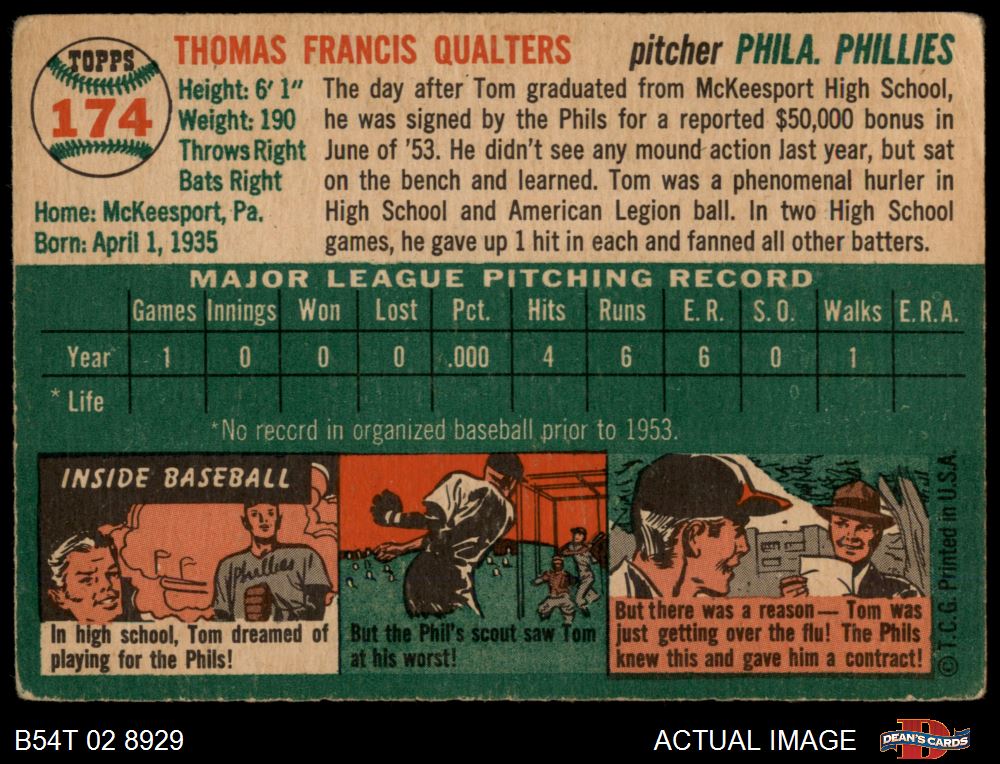 TOPPS
174
THOMAS FRANCIS QUALTERS
pitcher PHILA. PHILLIES
Height: 6' 1"
Weight: 190
Throws Right
Bats Right
Home: McKeesport, Pa.
Born: April 1, 1935
The day after Tom graduated from McKeesport High School,
he was signed by the Phils for a reported $50,000 bonus in
June of '53. He didn't see any mound action last year, but sat
on the bench and learned. Tom was a phenomenal hurler in
High School and American Legion ball. In two High School
games, he gave up 1 hit in each and fanned all other batters.
MAJOR LEAGUE PITCHING RECORD
Games Innings Won Lost Pct. Hits Runs E. R. S. O. Walks E. R. A.
Year 1 0 0 0 .000 4 6 6 0 1
* Life
*No record in organized baseball prior to 1953.
INSIDE BASEBALL
Phillies
In high school, Tom dreamed of
playing for the Phils!
But the Phil's scout saw Tom
at his worst!
But there was a reason — Tom was
just getting over the flu! The Phils
knew this and gave him a contract!
© T. C. G. Printed in U.S.A.
B54T 02 8929
ACTUAL IMAGE
D
DEAN'S CARDS